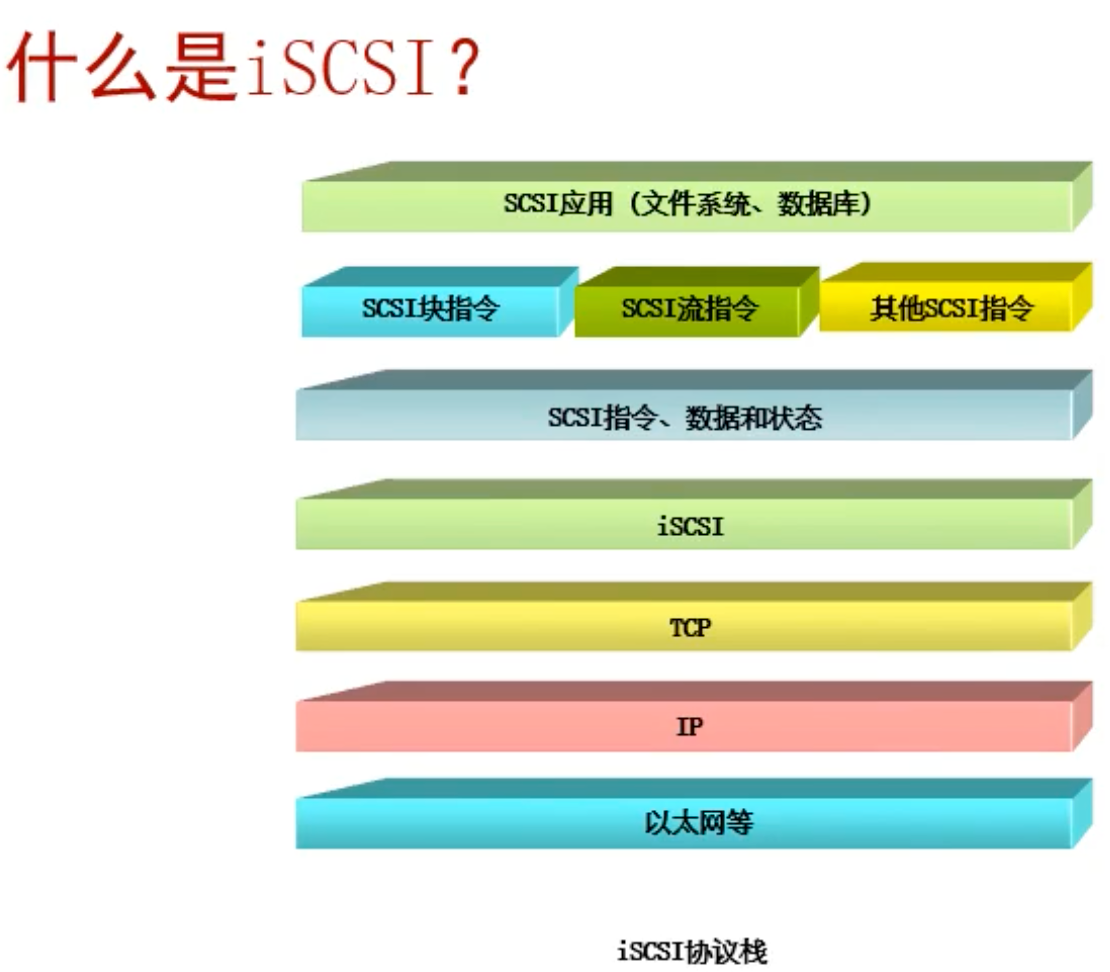 什么是iSCSI?
SCSI应用（文件系统、数据库）
SCSI块指令 SCSI流指令 其他SCSI指令
SCSI指令、数据和状态
iSCSI
TCP
IP
以太网等
iSCSI协议栈